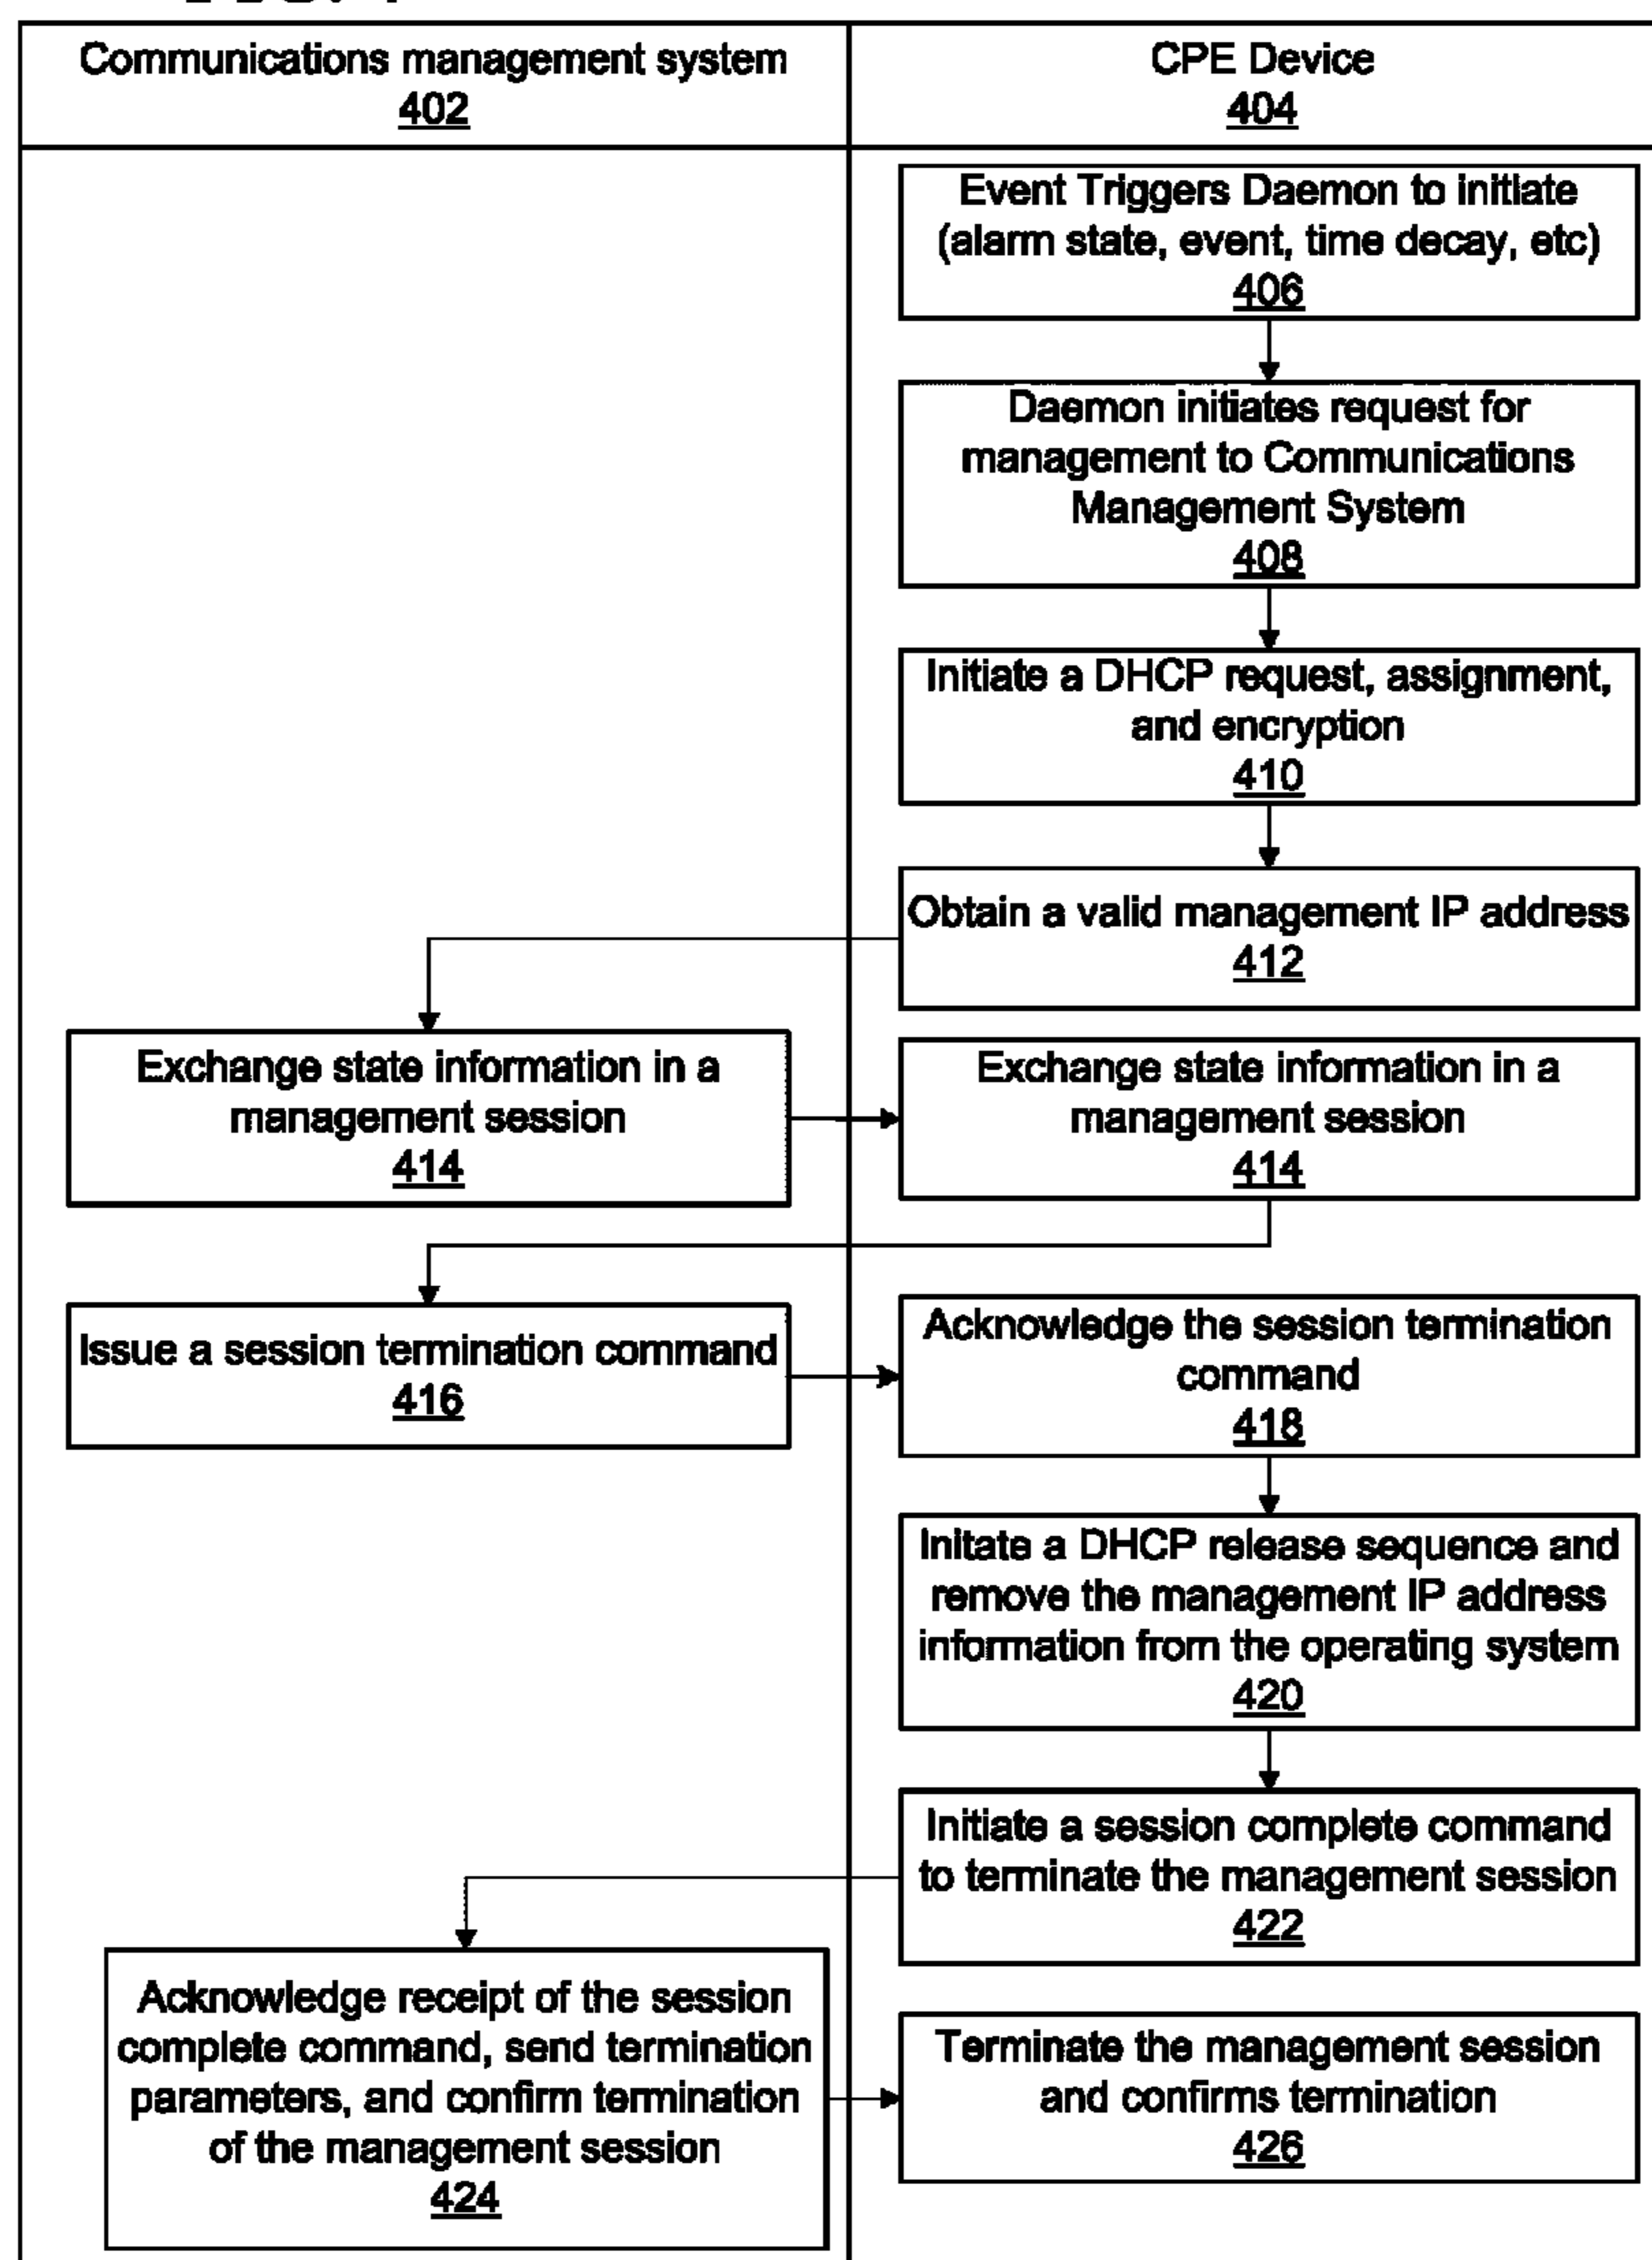 Communications management system
402
CPE Device
404
Event Triggers Daemon to initiate
(alarm state, event, time decay, etc)
406
Daemon initiates request for
management to Communications
Management System
408
Initiate a DHCP request, assignment,
and encryption
410
Obtain a valid management IP address
412
Exchange state information in a
management session
414
Exchange state information in a
management session
414
Issue a session termination command
416
Acknowledge the session termination
command
418
Initate a DHCP release sequence and
remove the management IP address
information from the operating system
420
Initiate a session complete command
to terminate the management session
422
Acknowledge receipt of the session
complete command, send termination
parameters, and confirm termination
of the management session
424
Terminate the management session
and confirms termination
426